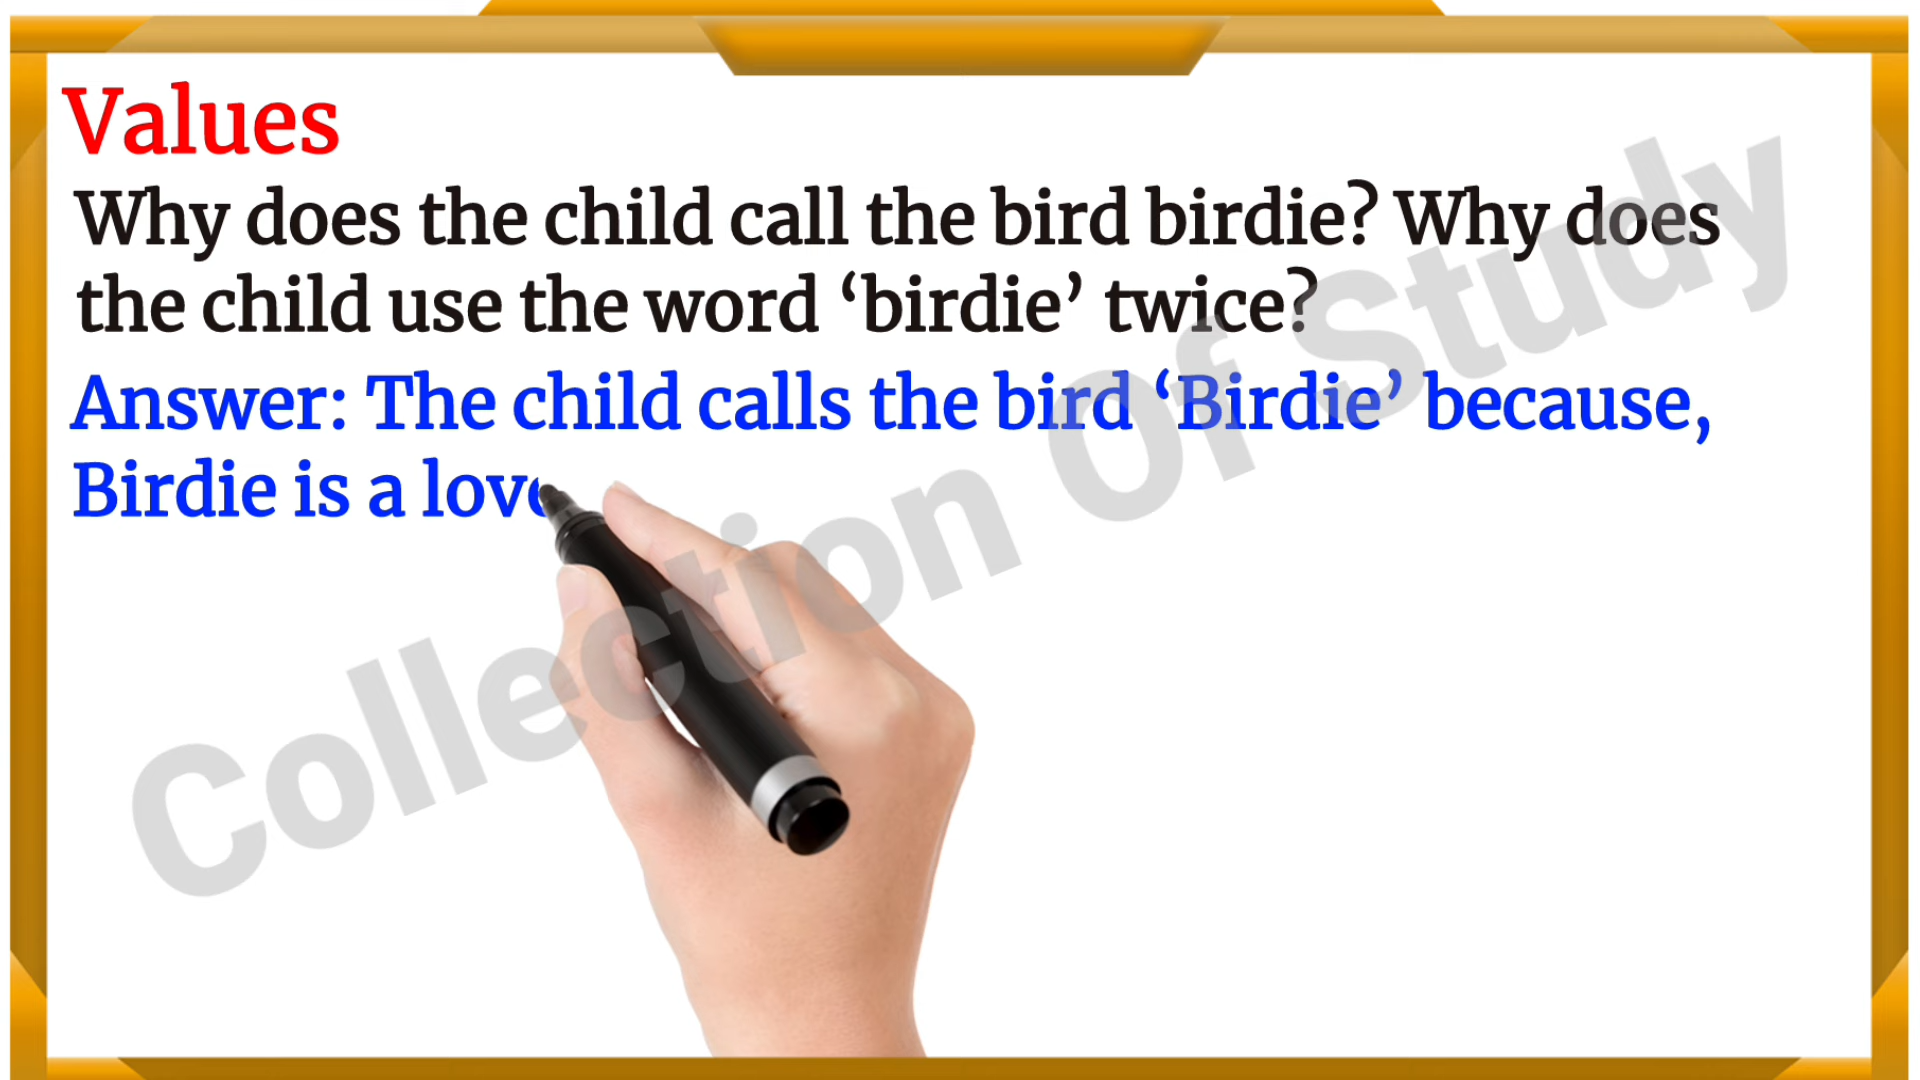 Values
Why does the child call the bird birdie? Why does
the child use the word ‘birdie’ twice?
Answer: The child calls the bird ‘Birdie’ because,
Birdie is a love
Collection Of Study